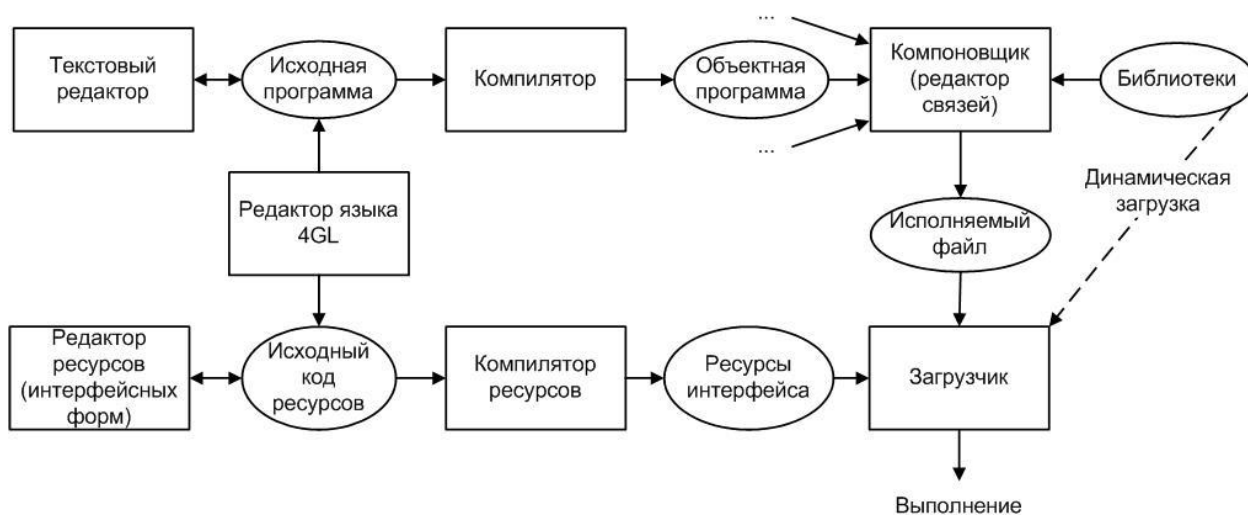 ...
Текстовый
редактор
Исходная
программа
Компилятор
Объектная
программа
Компоновщик
(редактор
связей)
Библиотеки
...
Динамическая
загрузка
Редактор языка
4GL
Исполняемый
файл
Редактор
ресурсов
(интерфейсных
форм)
Исходный
код
ресурсов
Компилятор
ресурсов
Ресурсы
интерфейса
Загрузчик
Выполнение